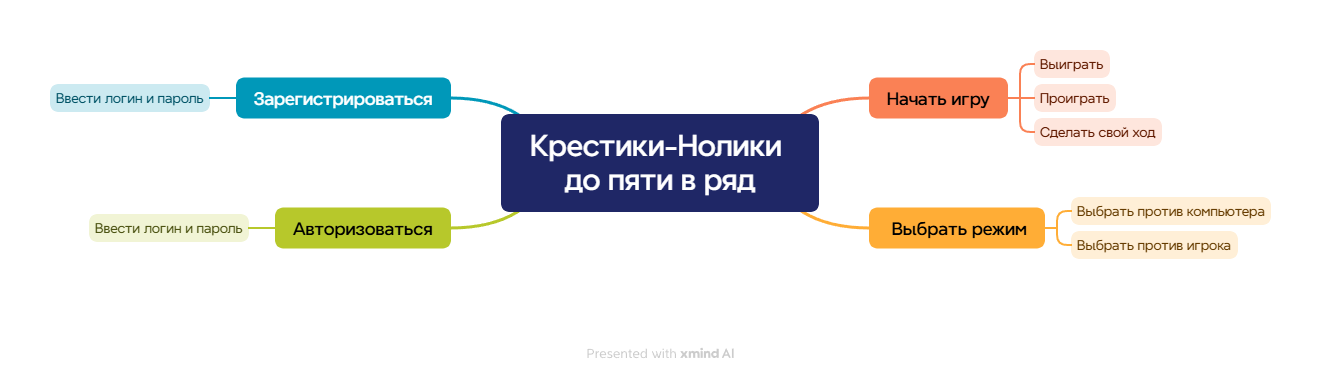 Крестики-Нолики
до пяти в ряд
Зарегистрироваться
Ввести логин и пароль
Авторизоваться
Ввести логин и пароль
Начать игру
Выиграть
Проиграть
Сделать свой ход
Выбрать режим
Выбрать против компьютера
Выбрать против игрока
Presented with xmind AI